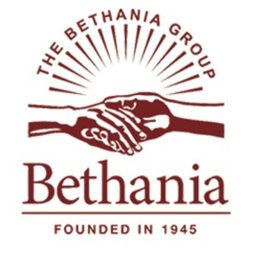 THE BETHANIA GROUP
Bethania
FOUNDED IN 1945